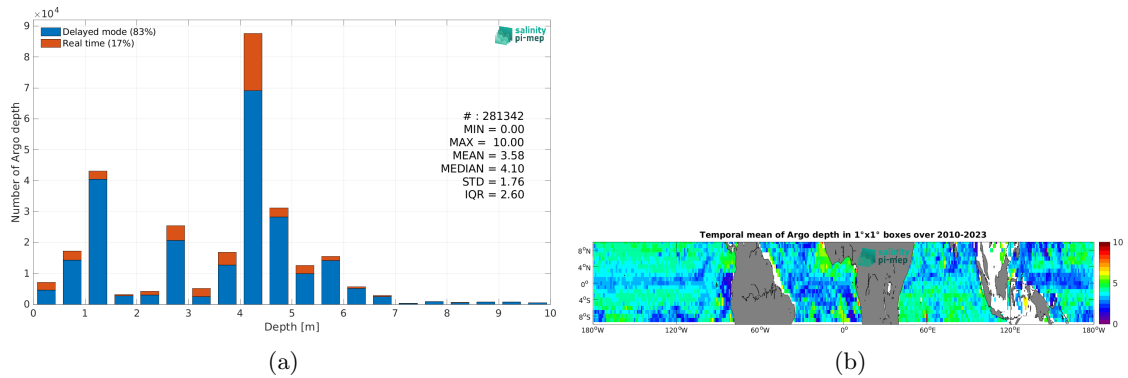 ×10⁴
9
8
7
6
5
4
3
2
1
0
Number of Argo depth
Delayed mode (83%)
Real time (17%)
salinity
pi-mep
# : 281342
MIN = 0.00
MAX = 10.00
MEAN = 3.58
MEDIAN = 4.10
STD = 1.76
IQR = 2.60
0 1 2 3 4 5 6 7 8 9 10
Depth [m]
(a)
Temporal mean of Argo depth in 1°x1° boxes over 2010-2023
8°N
4°N
0°
4°S
8°S
salinity
pi-mep
180°W 120°W 60°W 0° 60°E 120°E 180°W
10
5
0
(b)